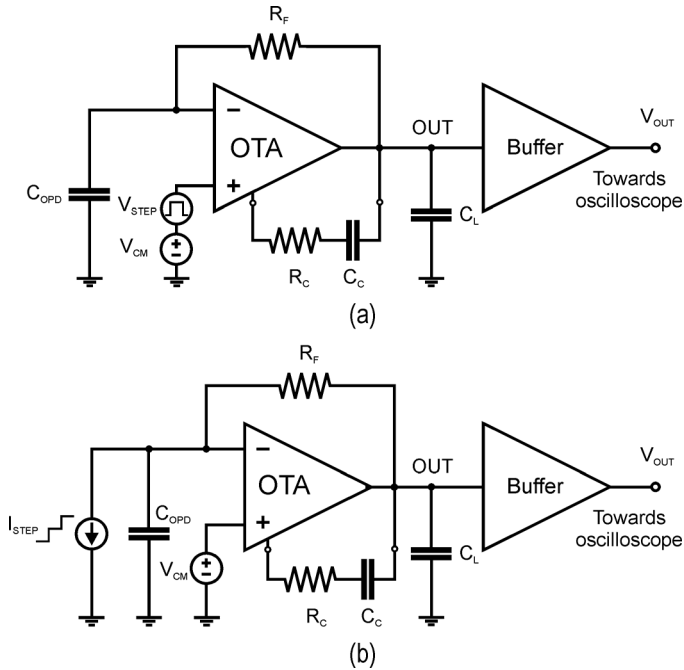 R_F
−
OTA
+
C_OPD
V_STEP
V_CM
+
−
R_C
C_C
OUT
C_L
Buffer
V_OUT
Towards
oscilloscope
(a)
R_F
−
OTA
+
I_STEP
C_OPD
V_CM
+
−
R_C
C_C
OUT
C_L
Buffer
V_OUT
Towards
oscilloscope
(b)